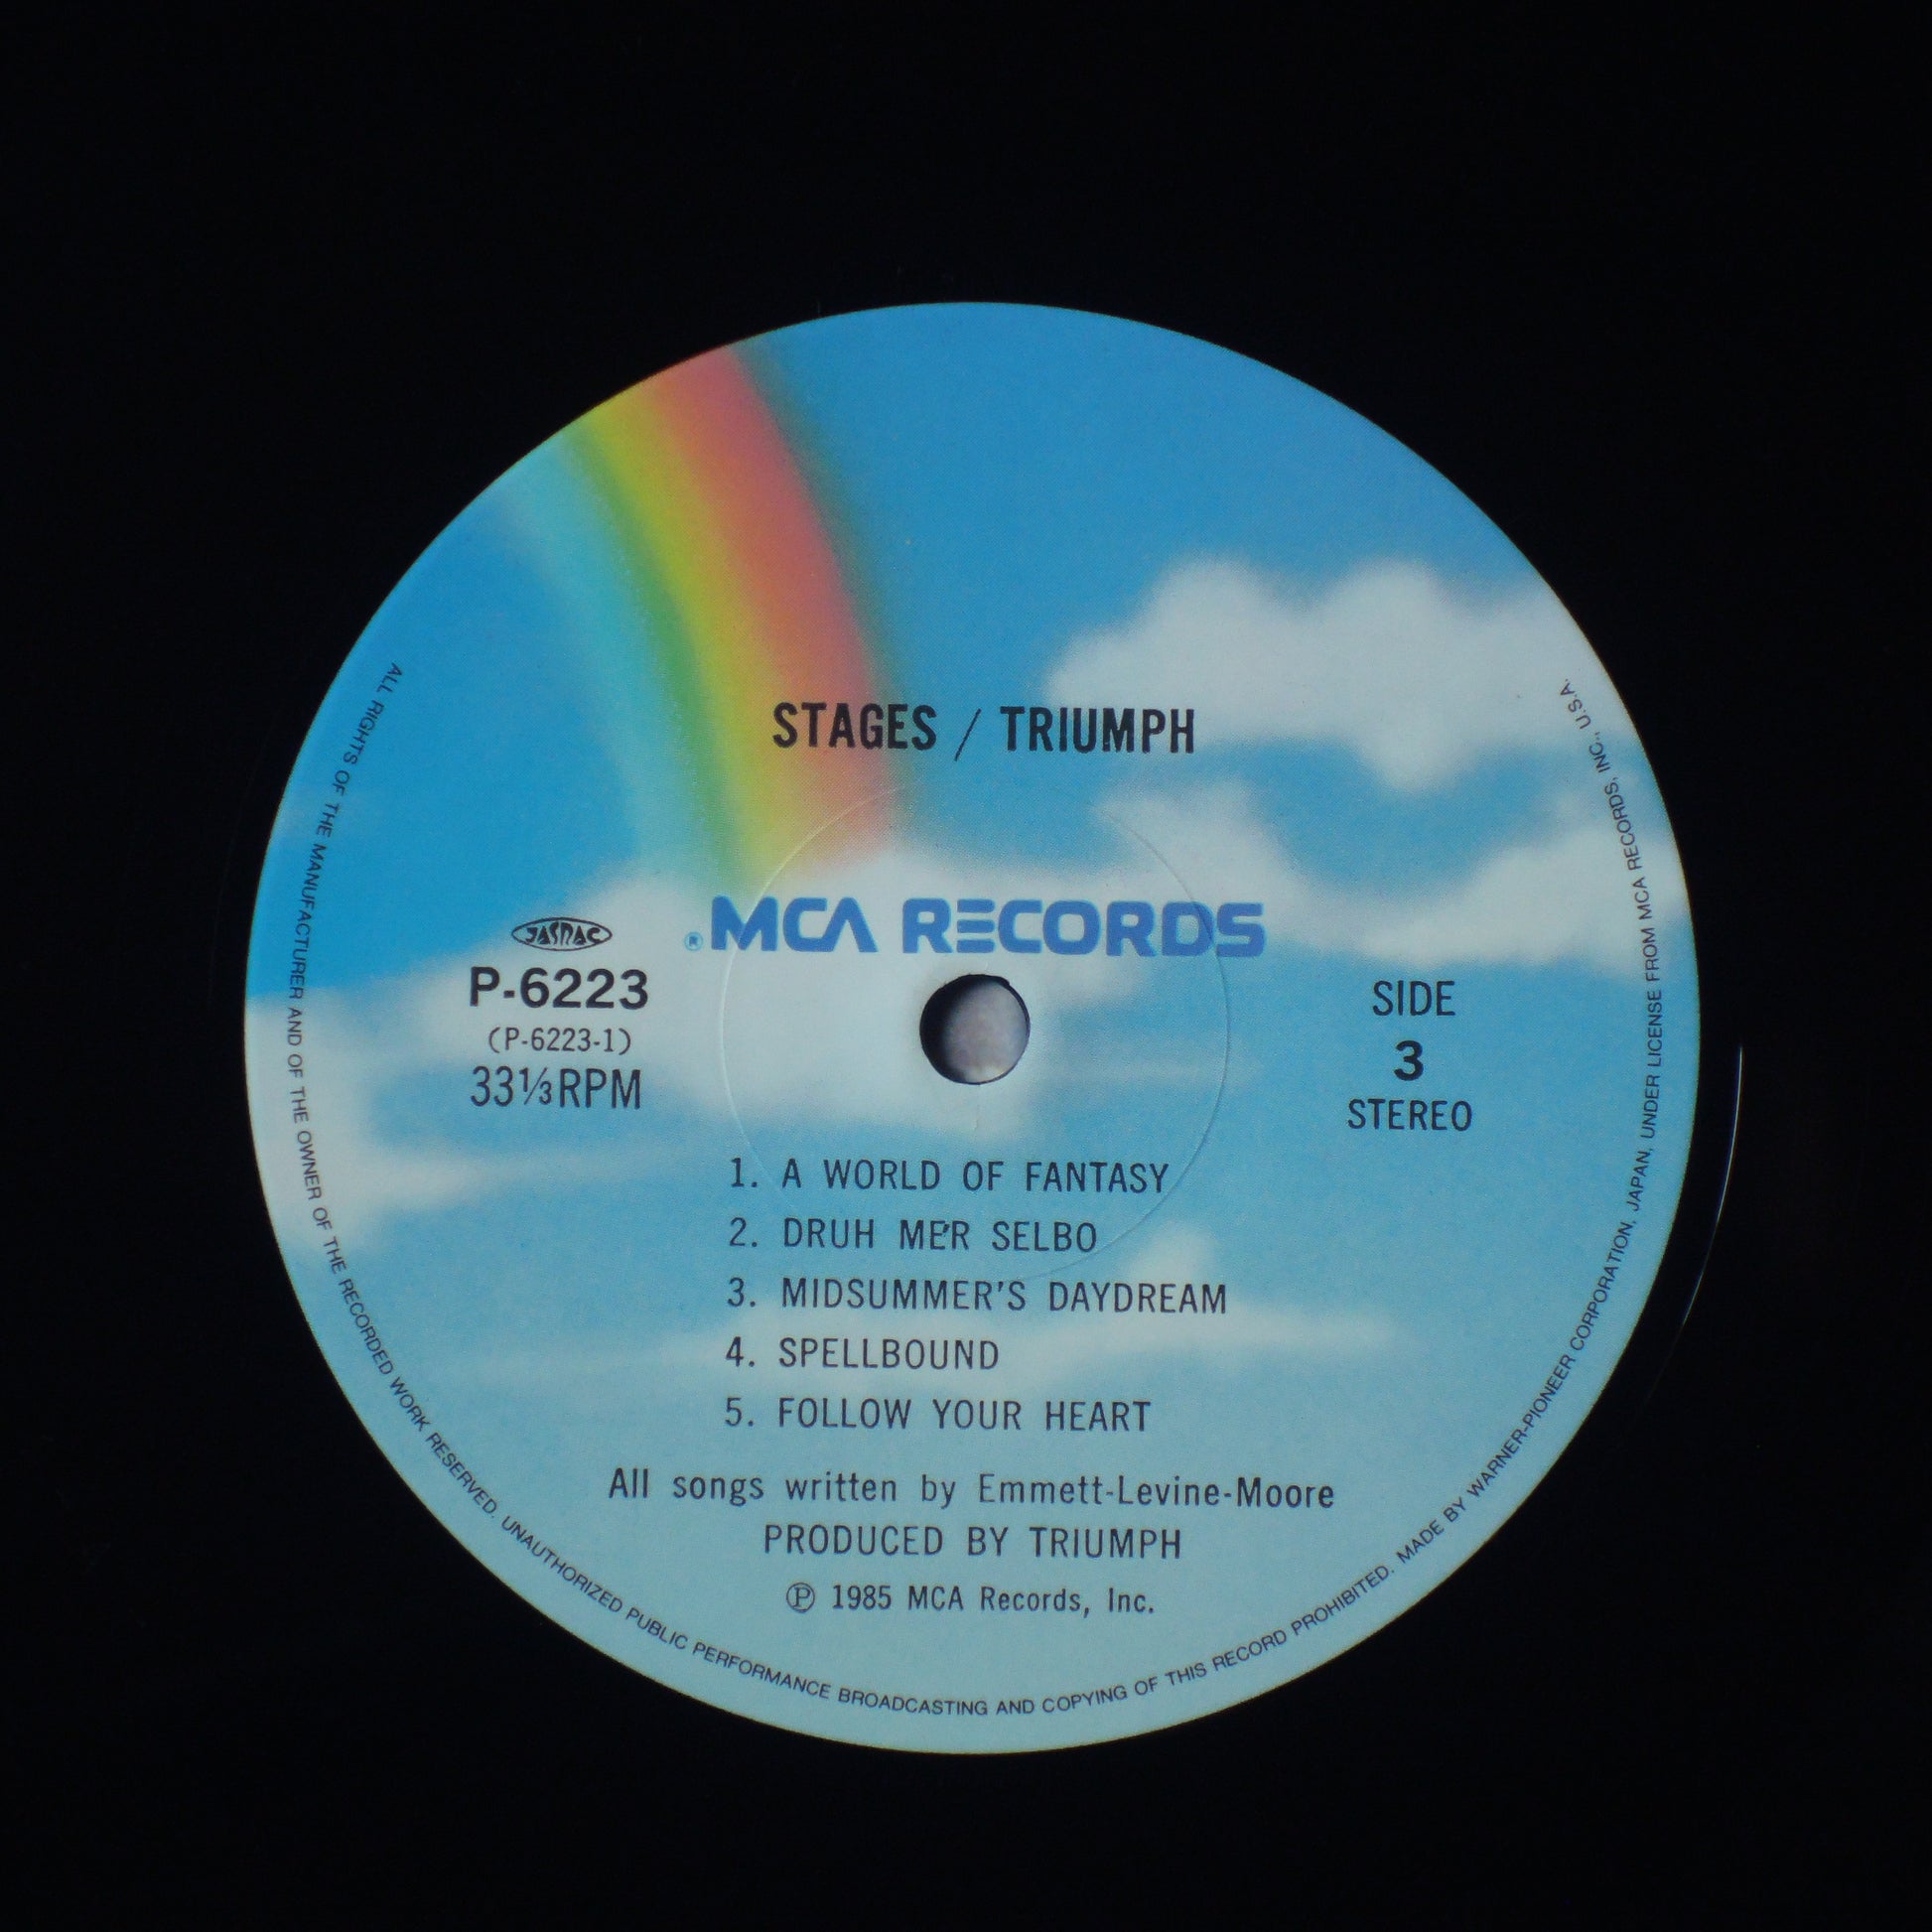 STAGES / TRIUMPH
® MCA RECORDS
JASRAC
P-6223
(P-6223-1)
33⅓RPM
SIDE
3
STEREO
1. A WORLD OF FANTASY
2. DRUH ME'R SELBO
3. MIDSUMMER'S DAYDREAM
4. SPELLBOUND
5. FOLLOW YOUR HEART
All songs written by Emmett-Levine-Moore
PRODUCED BY TRIUMPH
Ⓟ 1985 MCA Records, Inc.
ALL RIGHTS OF THE MANUFACTURER AND OF THE OWNER OF THE RECORDED WORK RESERVED. UNAUTHORIZED PUBLIC PERFORMANCE BROADCASTING AND COPYING OF THIS RECORD PROHIBITED. MADE BY WARNER-PIONEER CORPORATION, JAPAN, UNDER LICENSE FROM MCA RECORDS, INC., U.S.A.